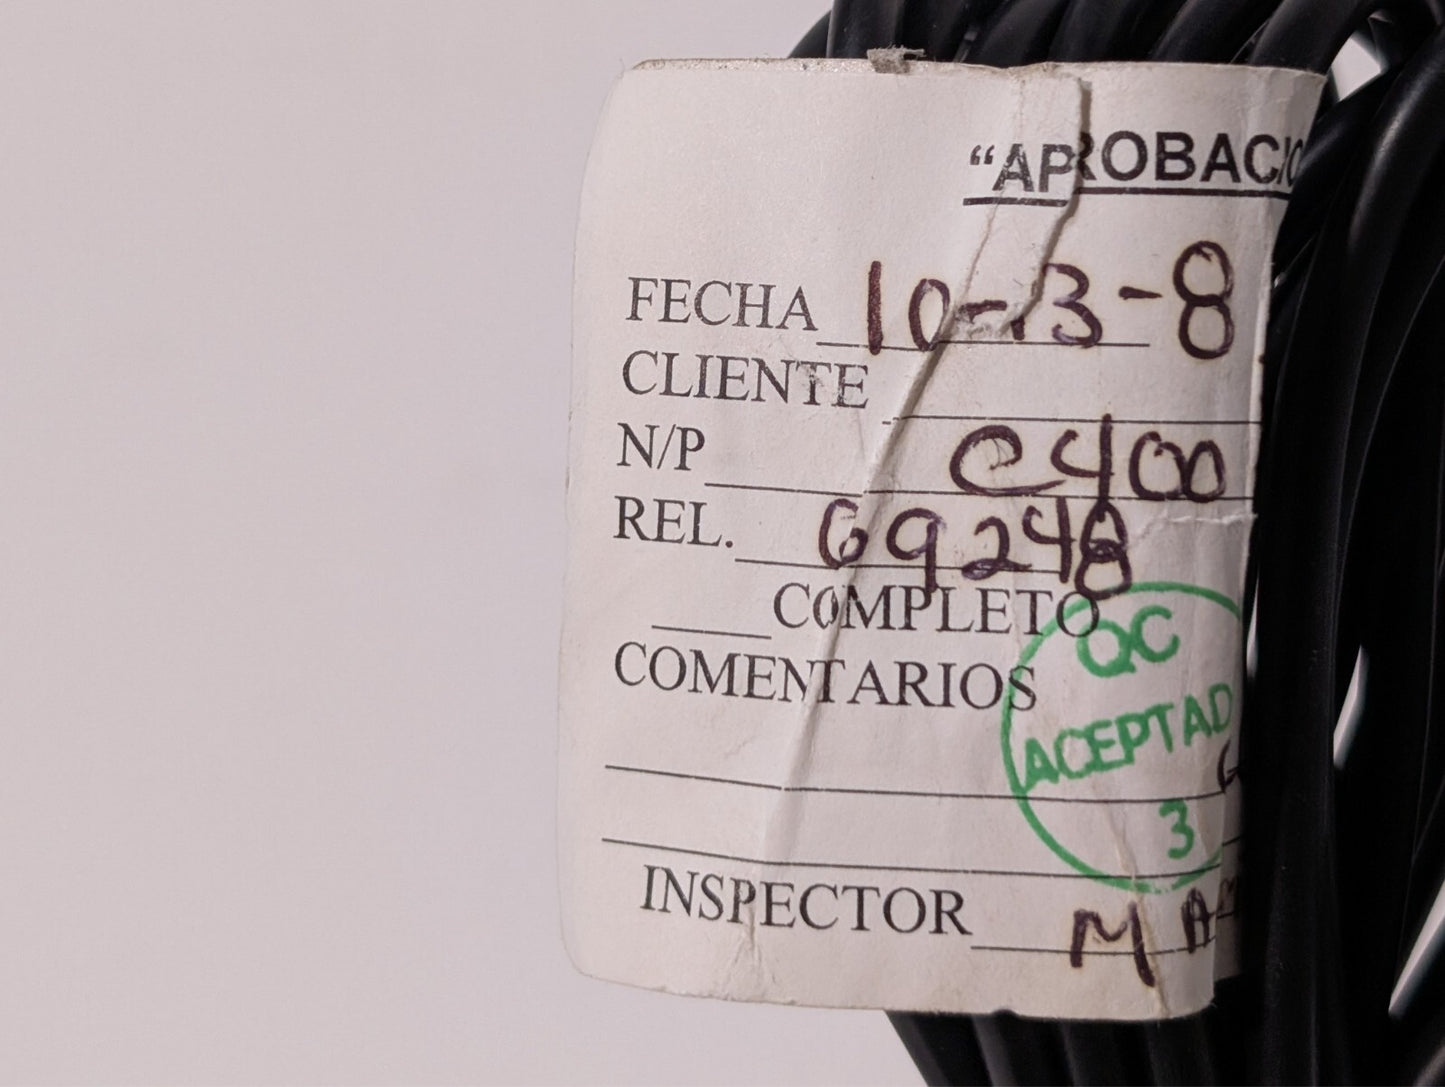 “APROBACIO
FECHA 10-13-8
CLIENTE
N/P C400
REL. 69248
COMPLETO
COMENTARIOS
QC
ACEPTAD
3
INSPECTOR M A